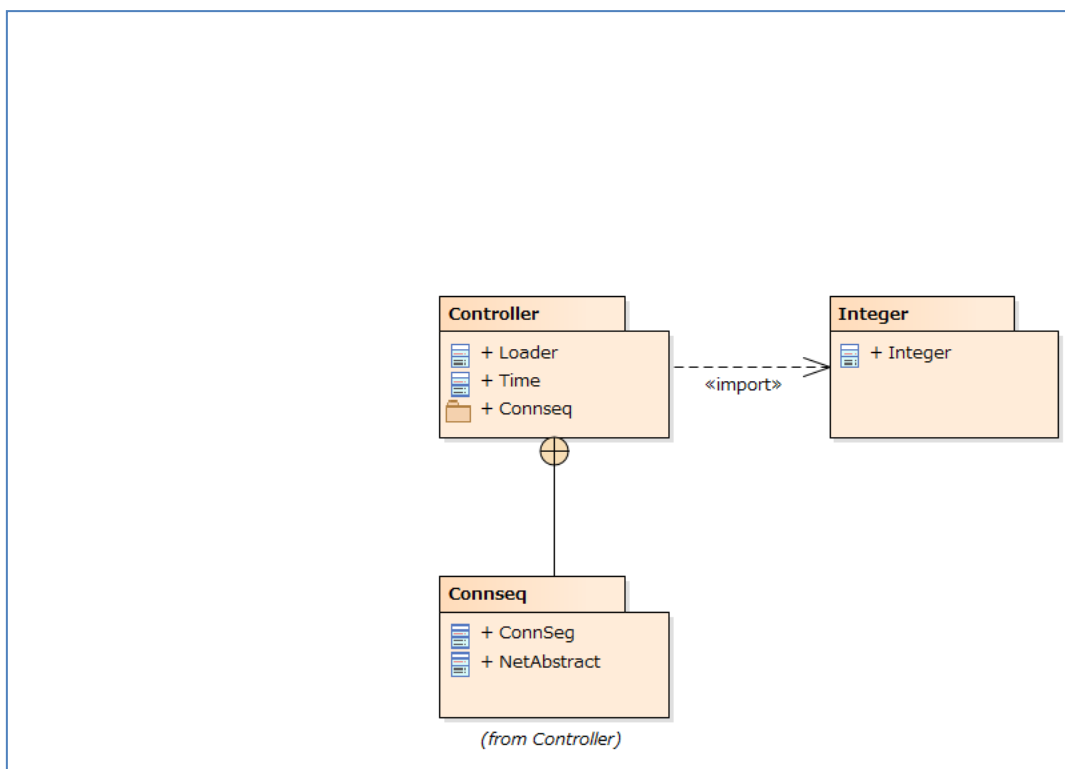 Controller
+ Loader
+ Time
+ Connseq
«import»
Integer
+ Integer
Connseq
+ ConnSeg
+ NetAbstract
(from Controller)